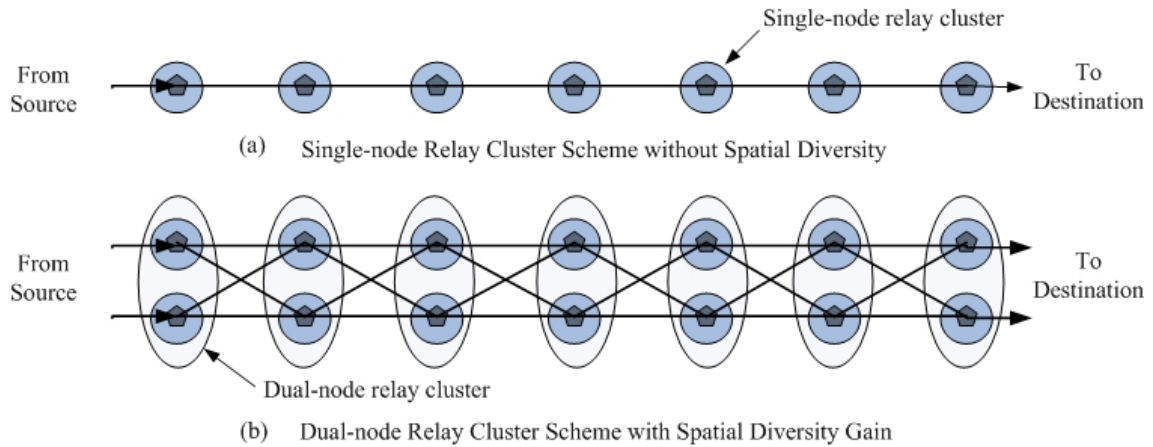 Single-node relay cluster
From
Source
To
Destination
(a) Single-node Relay Cluster Scheme without Spatial Diversity
From
Source
To
Destination
Dual-node relay cluster
(b) Dual-node Relay Cluster Scheme with Spatial Diversity Gain